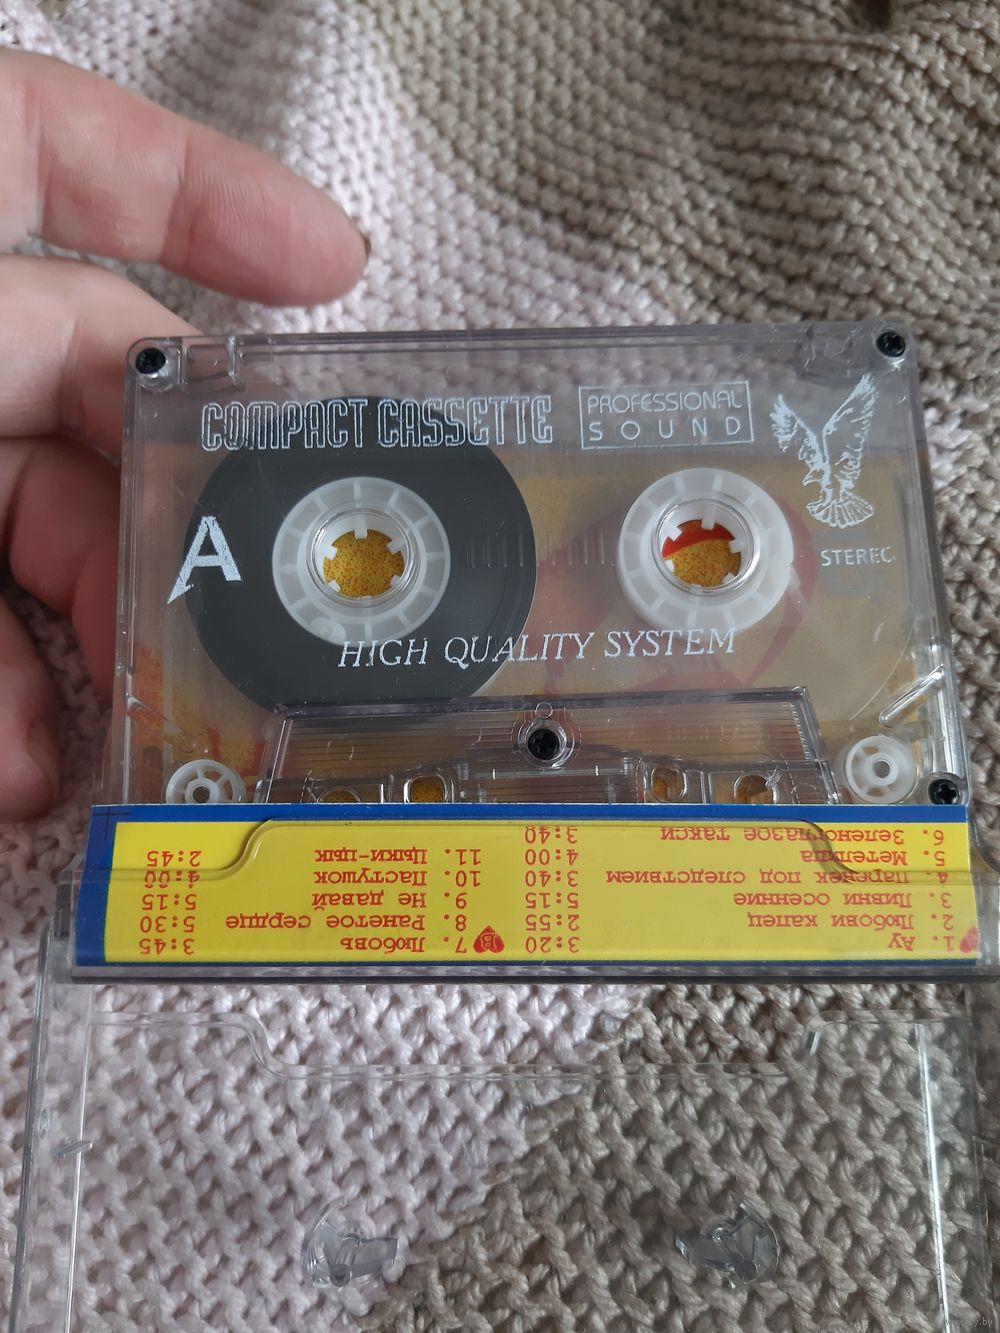 COMPACT CASSETTE
PROFESSIONAL
SOUND
A
STEREO
HIGH QUALITY SYSTEM
1. Ау 3:20
2. Любови капец 2:55
3. Ливни осенние 5:15
4. Паренёк под следствием 3:40
5. Метелица 4:00
6. Зеленоглазое такси 3:40
B
7. Любовь 3:45
8. Ранетое сердце 5:30
9. Не давай 5:15
10. Пастушок 4:00
11. Цыки-цык 2:45